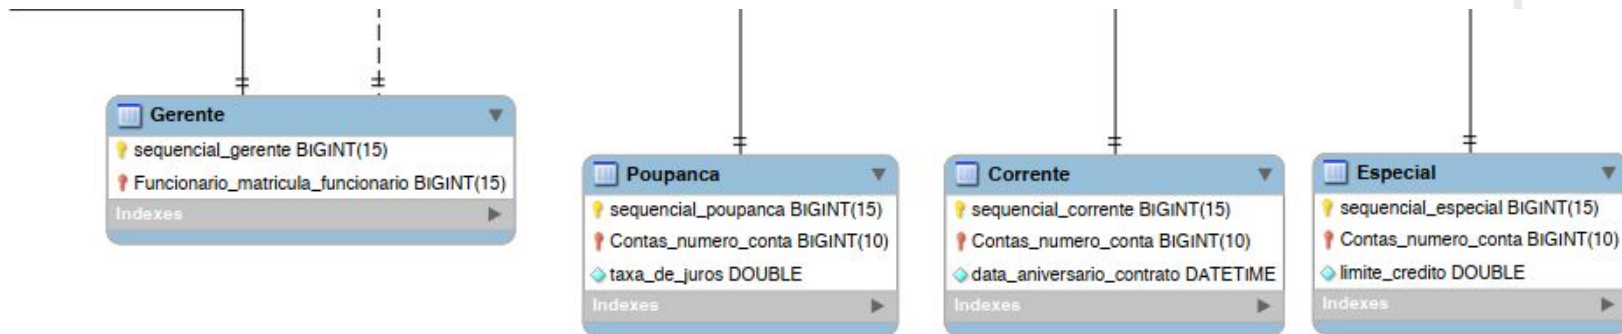 Gerente
sequencial_gerente BIGINT(15)
Funcionario_matricula_funcionario BIGINT(15)
Indexes
Poupanca
sequencial_poupanca BIGINT(15)
Contas_numero_conta BIGINT(10)
taxa_de_juros DOUBLE
Indexes
Corrente
sequencial_corrente BIGINT(15)
Contas_numero_conta BIGINT(10)
data_aniversario_contrato DATETIME
Indexes
Especial
sequencial_especial BIGINT(15)
Contas_numero_conta BIGINT(10)
limite_credito DOUBLE
Indexes